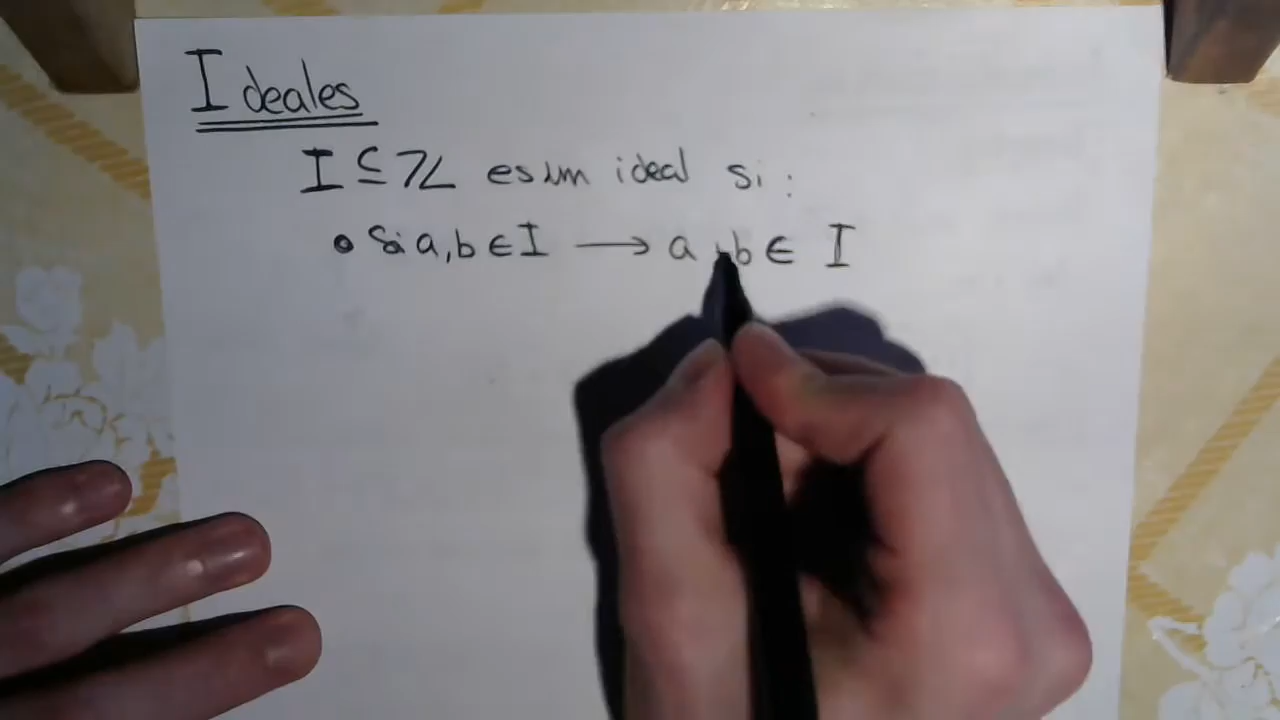 Ideales
I ⊆ ℤ es un ideal si:
• Si a, b ∈ I → a b ∈ I